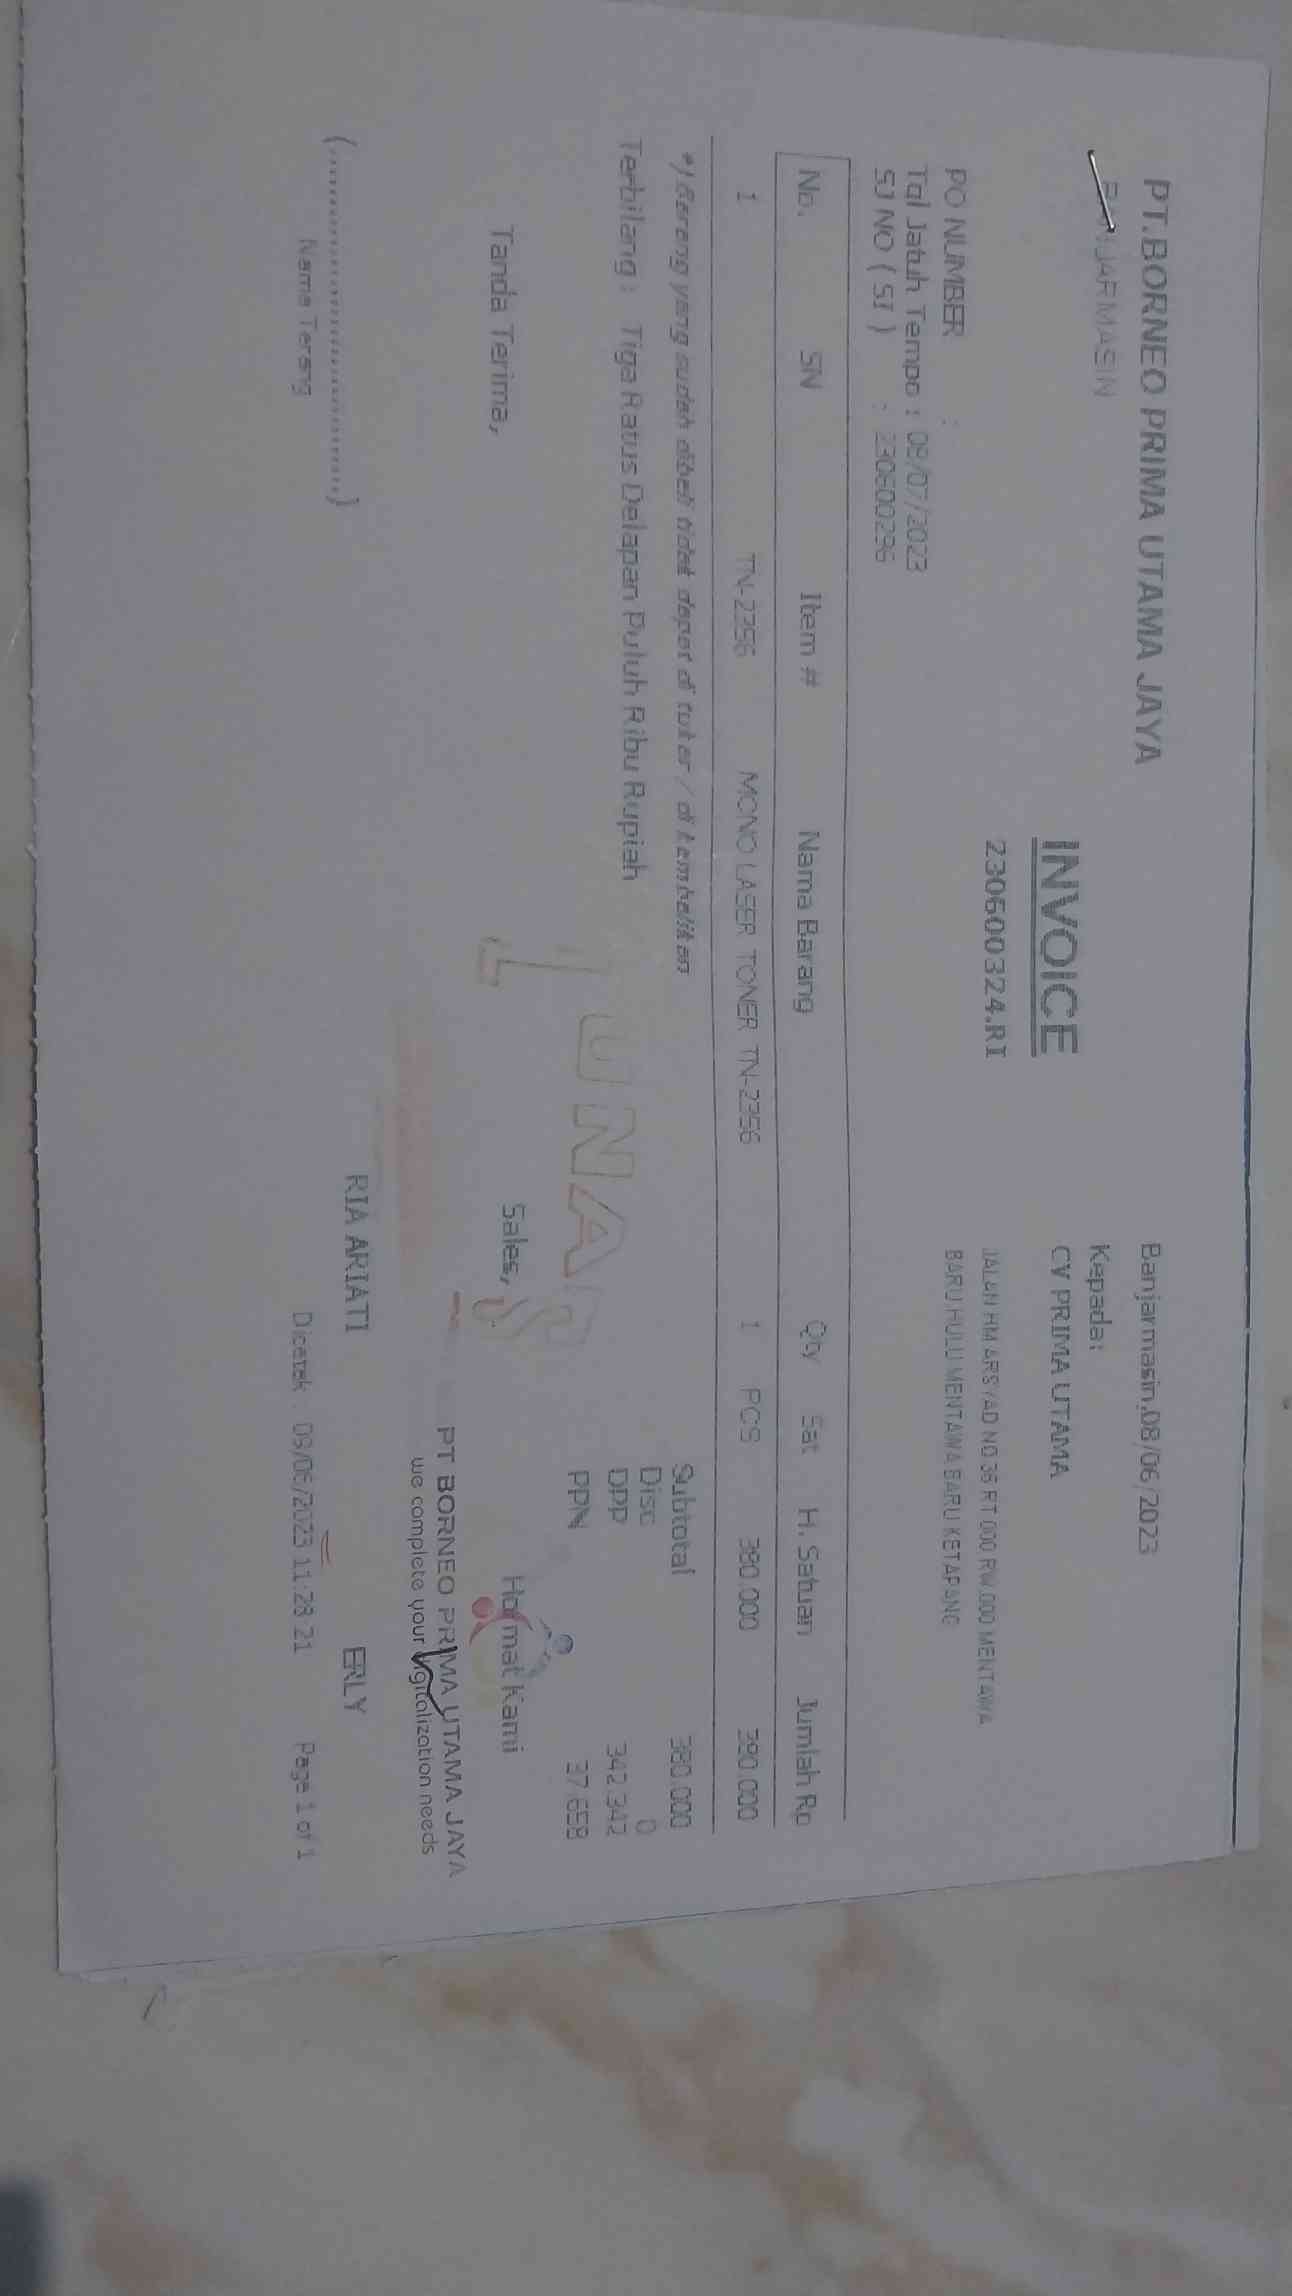 PT.BORNEO PRIMA UTAMA JAYA
BANJARMASIN
Banjarmasin,08/06/2023
Kepada:
CV PRIMA UTAMA
JALAN HM ARSYAD NO 36 RT 000 RW.000 MENTAWA
BARU HULU MENTAWA BARU KETAPANG
INVOICE
230600324.RI
PO NUMBER :
Tgl Jatuh Tempo : 08/07/2023
SJ NO ( SI ) : 230600296
No. SN Item # Nama Barang Qty Sat H. Satuan Jumlah Rp
1 TN-2356 MONO LASER TONER TN-2356 1 PCS 380.000 380.000
*) Barang yang sudah dibeli tidak dapat di tukar / di kembalikan
Terbilang : Tiga Ratus Delapan Puluh Ribu Rupiah
Subtotal 380.000
Disc 0
DPP 342.342
PPN 37.658
TUNAS
Tanda Terima, Sales, Hormat Kami
PT BORNEO PRIMA UTAMA JAYA
we complete your digitalization needs
(..............................)
Nama Terang
RIA ARIATI ERLY
Dicetak : 09/06/2023 11:28:21 Page 1 of 1